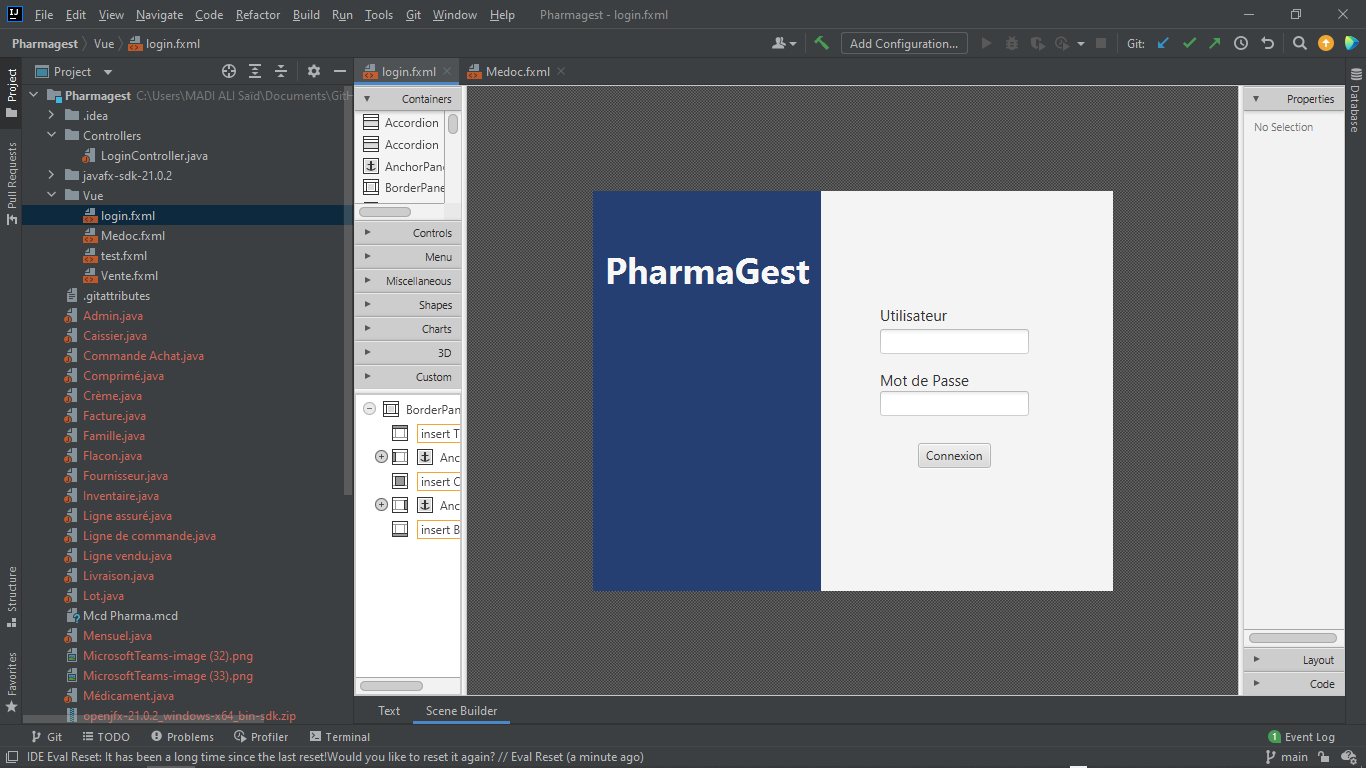 File Edit View Navigate Code Refactor Build Run Tools Git Window Help Pharmagest - login.fxml
Pharmagest Vue login.fxml Add Configuration... Git:
Project
login.fxml Medoc.fxml
Project
Pull Requests
Structure
Favorites
Pharmagest C:\Users\MADI ALI Saïd\Documents\GitH
.idea
Controllers
LoginController.java
javafx-sdk-21.0.2
Vue
login.fxml
Medoc.fxml
test.fxml
Vente.fxml
.gitattributes
Admin.java
Caissier.java
Commande Achat.java
Comprimé.java
Crème.java
Facture.java
Famille.java
Flacon.java
Fournisseur.java
Inventaire.java
Ligne assuré.java
Ligne de commande.java
Ligne vendu.java
Livraison.java
Lot.java
Mcd Pharma.mcd
Mensuel.java
MicrosoftTeams-image (32).png
MicrosoftTeams-image (33).png
Médicament.java
openjfx-21.0.2_windows-x64_bin-sdk.zip
Containers
Accordion
Accordion
AnchorPan
BorderPane
Controls
Menu
Miscellaneous
Shapes
Charts
3D
Custom
BorderPan
insert T
Anc
insert C
Anc
insert B
PharmaGest
Utilisateur
Mot de Passe
Connexion
Properties
No Selection
Layout
Code
Database
Text Scene Builder
Git TODO Problems Profiler Terminal 1 Event Log
IDE Eval Reset: It has been a long time since the last reset!Would you like to reset it again? // Eval Reset (a minute ago) main